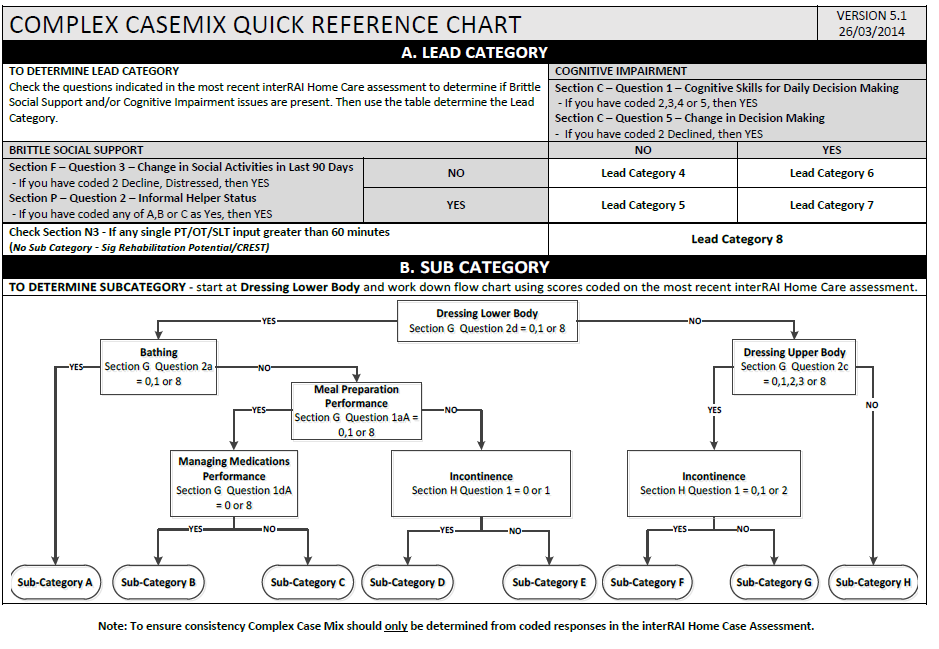 COMPLEX CASEMIX QUICK REFERENCE CHART
VERSION 5.1
26/03/2014
A. LEAD CATEGORY
TO DETERMINE LEAD CATEGORY
Check the questions indicated in the most recent interRAI Home Care assessment to determine if Brittle
Social Support and/or Cognitive Impairment issues are present. Then use the table determine the Lead
Category.
COGNITIVE IMPAIRMENT
Section C – Question 1 – Cognitive Skills for Daily Decision Making
- If you have coded 2,3,4 or 5, then YES
Section C – Question 5 – Change in Decision Making
- If you have coded 2 Declined, then YES
BRITTLE SOCIAL SUPPORT
NO
YES
Section F – Question 3 – Change in Social Activities in Last 90 Days
- If you have coded 2 Decline, Distressed, then YES
Section P – Question 2 – Informal Helper Status
- If you have coded any of A,B or C as Yes, then YES
NO
Lead Category 4
Lead Category 6
YES
Lead Category 5
Lead Category 7
Check Section N3 - If any single PT/OT/SLT input greater than 60 minutes
(No Sub Category - Sig Rehabilitation Potential/CREST)
Lead Category 8
B. SUB CATEGORY
TO DETERMINE SUBCATEGORY - start at Dressing Lower Body and work down flow chart using scores coded on the most recent interRAI Home Care assessment.
Dressing Lower Body
Section G Question 2d = 0,1 or 8
YES
NO
Bathing
Section G Question 2a
= 0,1 or 8
YES
NO
Dressing Upper Body
Section G Question 2c
= 0,1,2,3 or 8
YES
NO
Meal Preparation
Performance
Section G Question 1aA =
0,1 or 8
YES
NO
Managing Medications
Performance
Section G Question 1dA
= 0 or 8
YES
NO
Incontinence
Section H Question 1 = 0 or 1
YES
NO
Incontinence
Section H Question 1 = 0,1 or 2
YES
NO
Sub-Category A
Sub-Category B
Sub-Category C
Sub-Category D
Sub-Category E
Sub-Category F
Sub-Category G
Sub-Category H
Note: To ensure consistency Complex Case Mix should only be determined from coded responses in the interRAI Home Case Assessment.